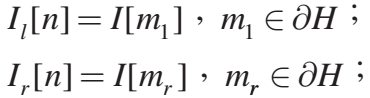 I_l[n] = I[m_1] ， m_1 ∈ ∂H ；
I_r[n] = I[m_r] ， m_r ∈ ∂H ；